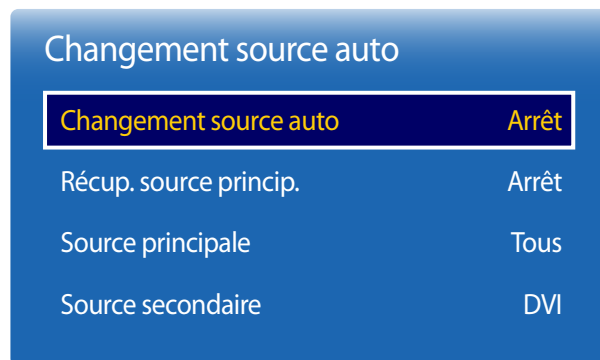 Changement source auto
Changement source auto Arrêt
Récup. source princip. Arrêt
Source principale Tous
Source secondaire DVI